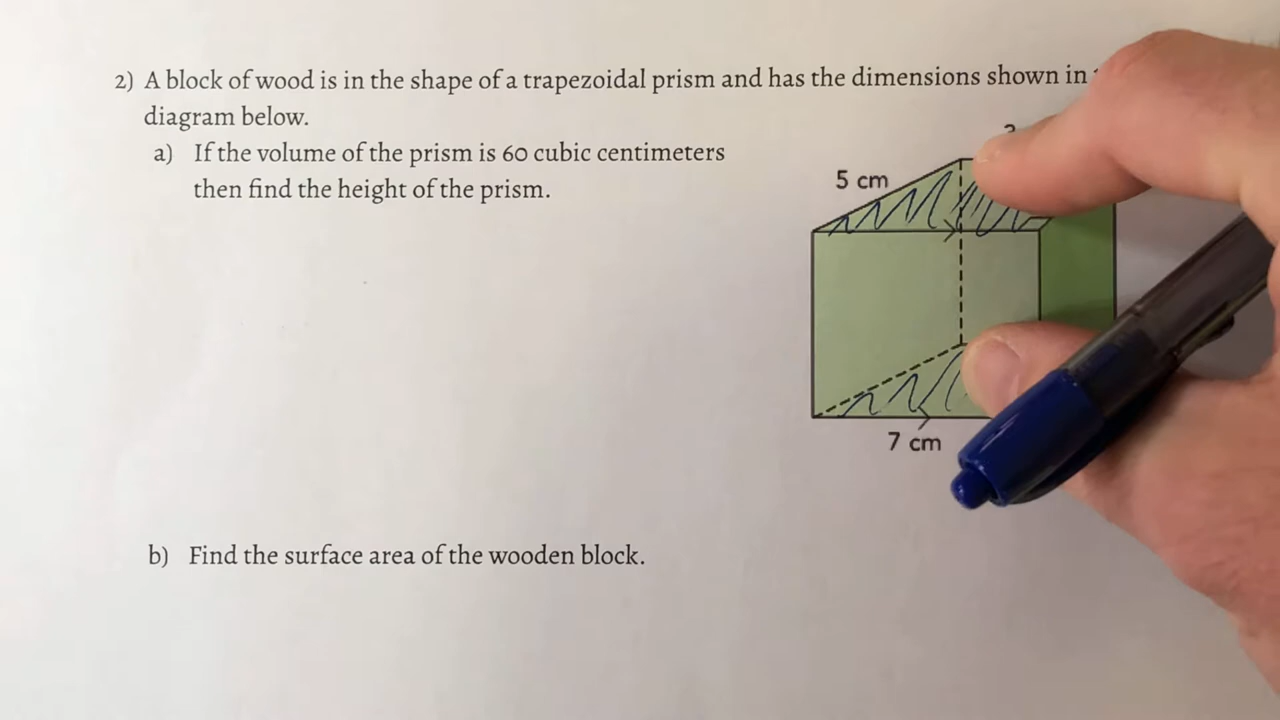 2) A block of wood is in the shape of a trapezoidal prism and has the dimensions shown in
diagram below.
a) If the volume of the prism is 60 cubic centimeters
then find the height of the prism.
5 cm
7 cm
b) Find the surface area of the wooden block.